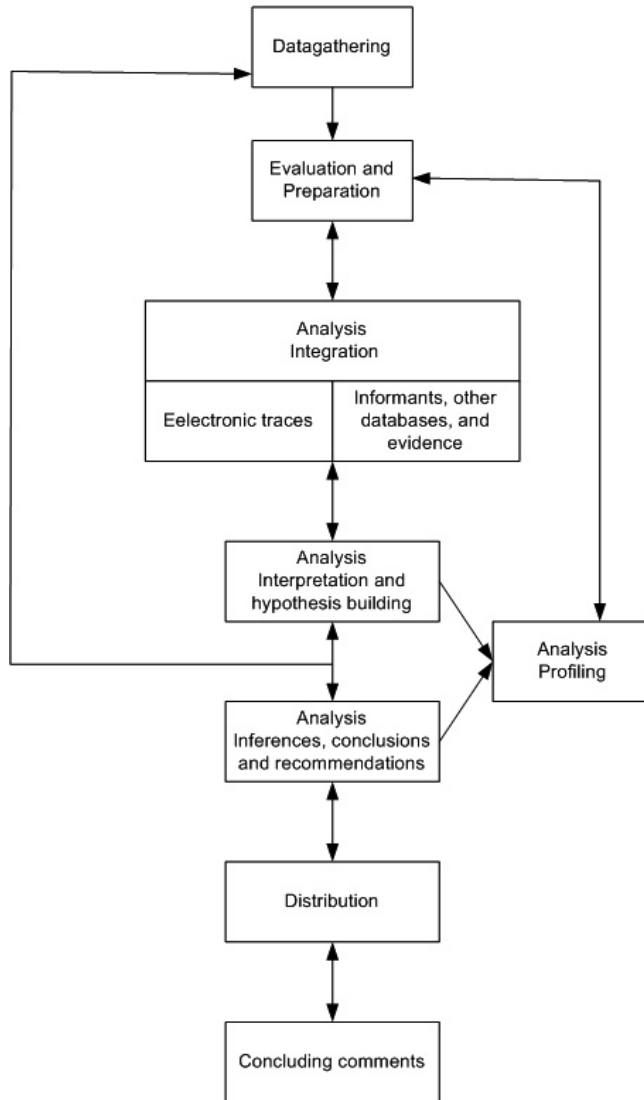 Datagathering
Evaluation and
Preparation
Analysis
Integration
Eelectronic traces
Informants, other
databases, and
evidence
Analysis
Interpretation and
hypothesis building
Analysis
Profiling
Analysis
Inferences, conclusions
and recommendations
Distribution
Concluding comments